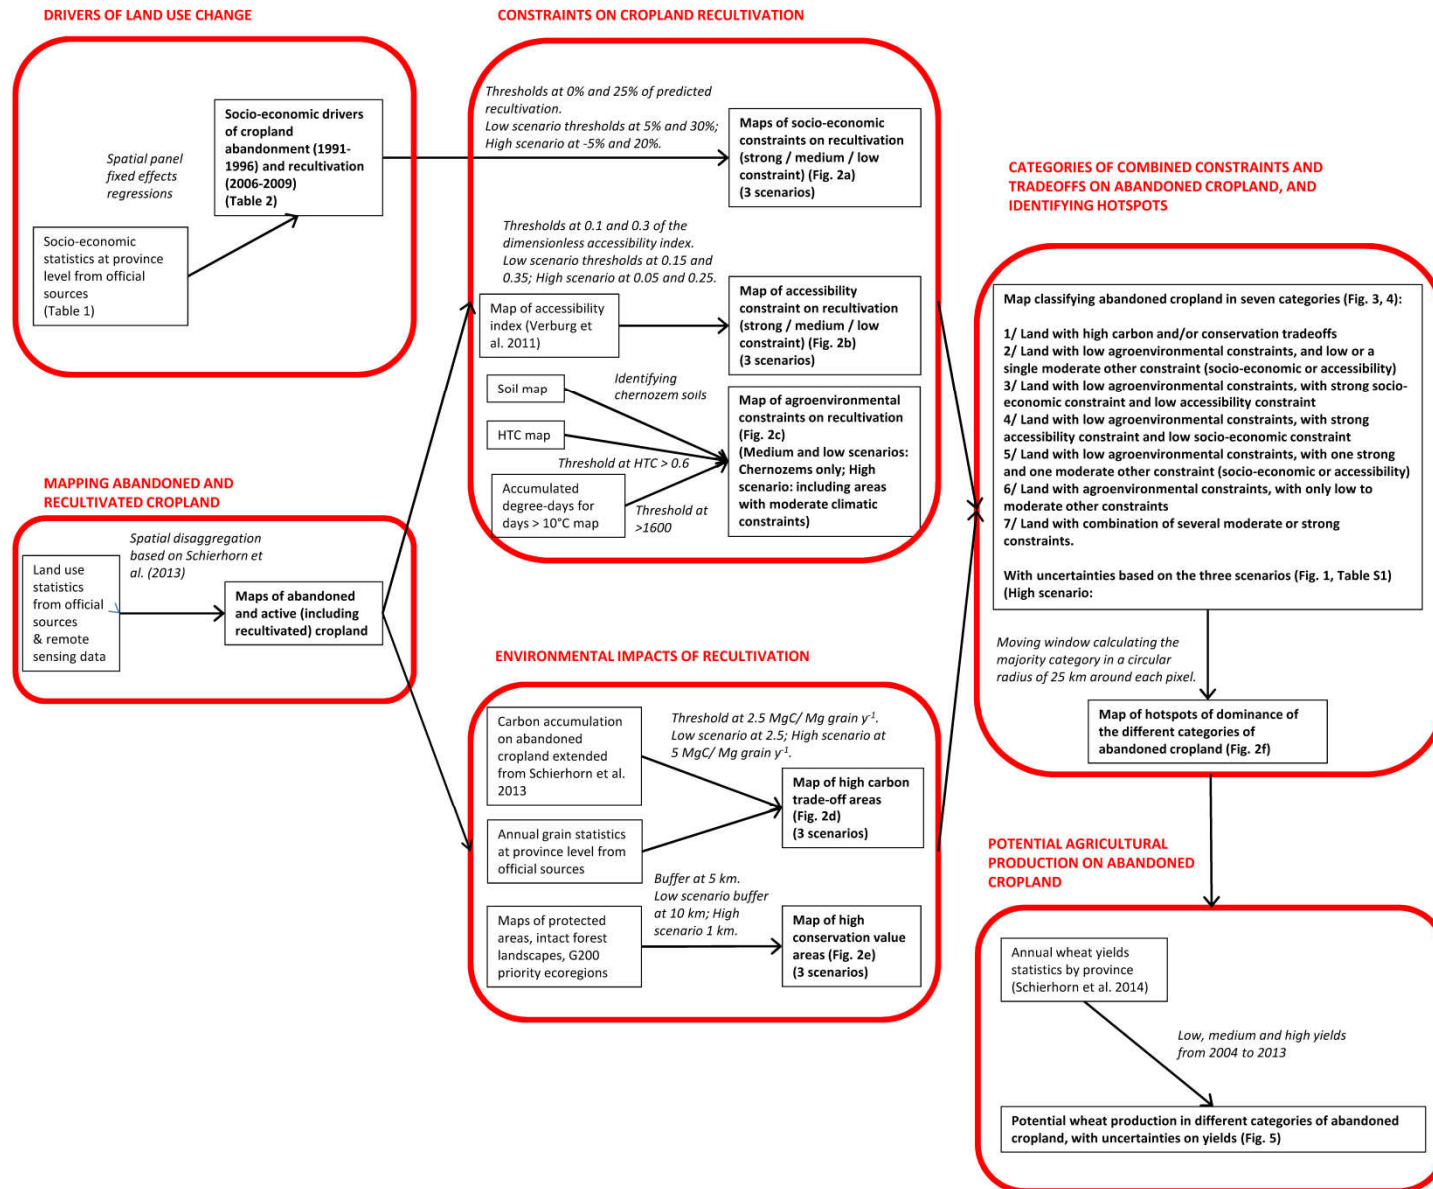 DRIVERS OF LAND USE CHANGE
Spatial panel
fixed effects
regressions
Socio-economic drivers
of cropland
abandonment (1991-
1996) and recultivation
(2006-2009)
(Table 2)
Socio-economic
statistics at province
level from official
sources
(Table 1)
MAPPING ABANDONED AND
RECULTIVATED CROPLAND
Spatial disaggregation
based on Schierhorn et
al. (2013)
Land use
statistics
from official
sources
& remote
sensing data
Maps of abandoned
and active (including
recultivated) cropland
CONSTRAINTS ON CROPLAND RECULTIVATION
Thresholds at 0% and 25% of predicted
recultivation.
Low scenario thresholds at 5% and 30%;
High scenario at -5% and 20%.
Maps of socio-economic
constraints on recultivation
(strong / medium / low
constraint) (Fig. 2a)
(3 scenarios)
Thresholds at 0.1 and 0.3 of the
dimensionless accessibility index.
Low scenario thresholds at 0.15 and
0.35; High scenario at 0.05 and 0.25.
Map of accessibility
index (Verburg et
al. 2011)
Map of accessibility
constraint on recultivation
(strong / medium / low
constraint) (Fig. 2b)
(3 scenarios)
Soil map
Identifying
chernozem soils
HTC map
Threshold at HTC > 0.6
Accumulated
degree-days for
days > 10°C map
Threshold at
>1600
Map of agroenvironmental
constraints on recultivation
(Fig. 2c)
(Medium and low scenarios:
Chernozems only; High
scenario: including areas
with moderate climatic
constraints)
ENVIRONMENTAL IMPACTS OF RECULTIVATION
Carbon accumulation
on abandoned
cropland extended
from Schierhorn et al.
2013
Threshold at 2.5 MgC/ Mg grain y⁻¹.
Low scenario at 2.5; High scenario at
5 MgC/ Mg grain y⁻¹.
Annual grain statistics
at province level from
official sources
Map of high carbon
trade-off areas
(Fig. 2d)
(3 scenarios)
Buffer at 5 km.
Low scenario buffer
at 10 km; High
scenario 1 km.
Maps of protected
areas, intact forest
landscapes, G200
priority ecoregions
Map of high
conservation value
areas (Fig. 2e)
(3 scenarios)
CATEGORIES OF COMBINED CONSTRAINTS AND
TRADEOFFS ON ABANDONED CROPLAND, AND
IDENTIFYING HOTSPOTS
Map classifying abandoned cropland in seven categories (Fig. 3, 4):
1/ Land with high carbon and/or conservation tradeoffs
2/ Land with low agroenvironmental constraints, and low or a
single moderate other constraint (socio-economic or accessibility)
3/ Land with low agroenvironmental constraints, with strong socio-
economic constraint and low accessibility constraint
4/ Land with low agroenvironmental constraints, with strong
accessibility constraint and low socio-economic constraint
5/ Land with low agroenvironmental constraints, with one strong
and one moderate other constraint (socio-economic or accessibility)
6/ Land with agroenvironmental constraints, with only low to
moderate other constraints
7/ Land with combination of several moderate or strong
constraints.
With uncertainties based on the three scenarios (Fig. 1, Table S1)
(High scenario:
Moving window calculating the
majority category in a circular
radius of 25 km around each pixel.
Map of hotspots of dominance of
the different categories of
abandoned cropland (Fig. 2f)
POTENTIAL AGRICULTURAL
PRODUCTION ON ABANDONED
CROPLAND
Annual wheat yields
statistics by province
(Schierhorn et al. 2014)
Low, medium and high yields
from 2004 to 2013
Potential wheat production in different categories of abandoned
cropland, with uncertainties on yields (Fig. 5)